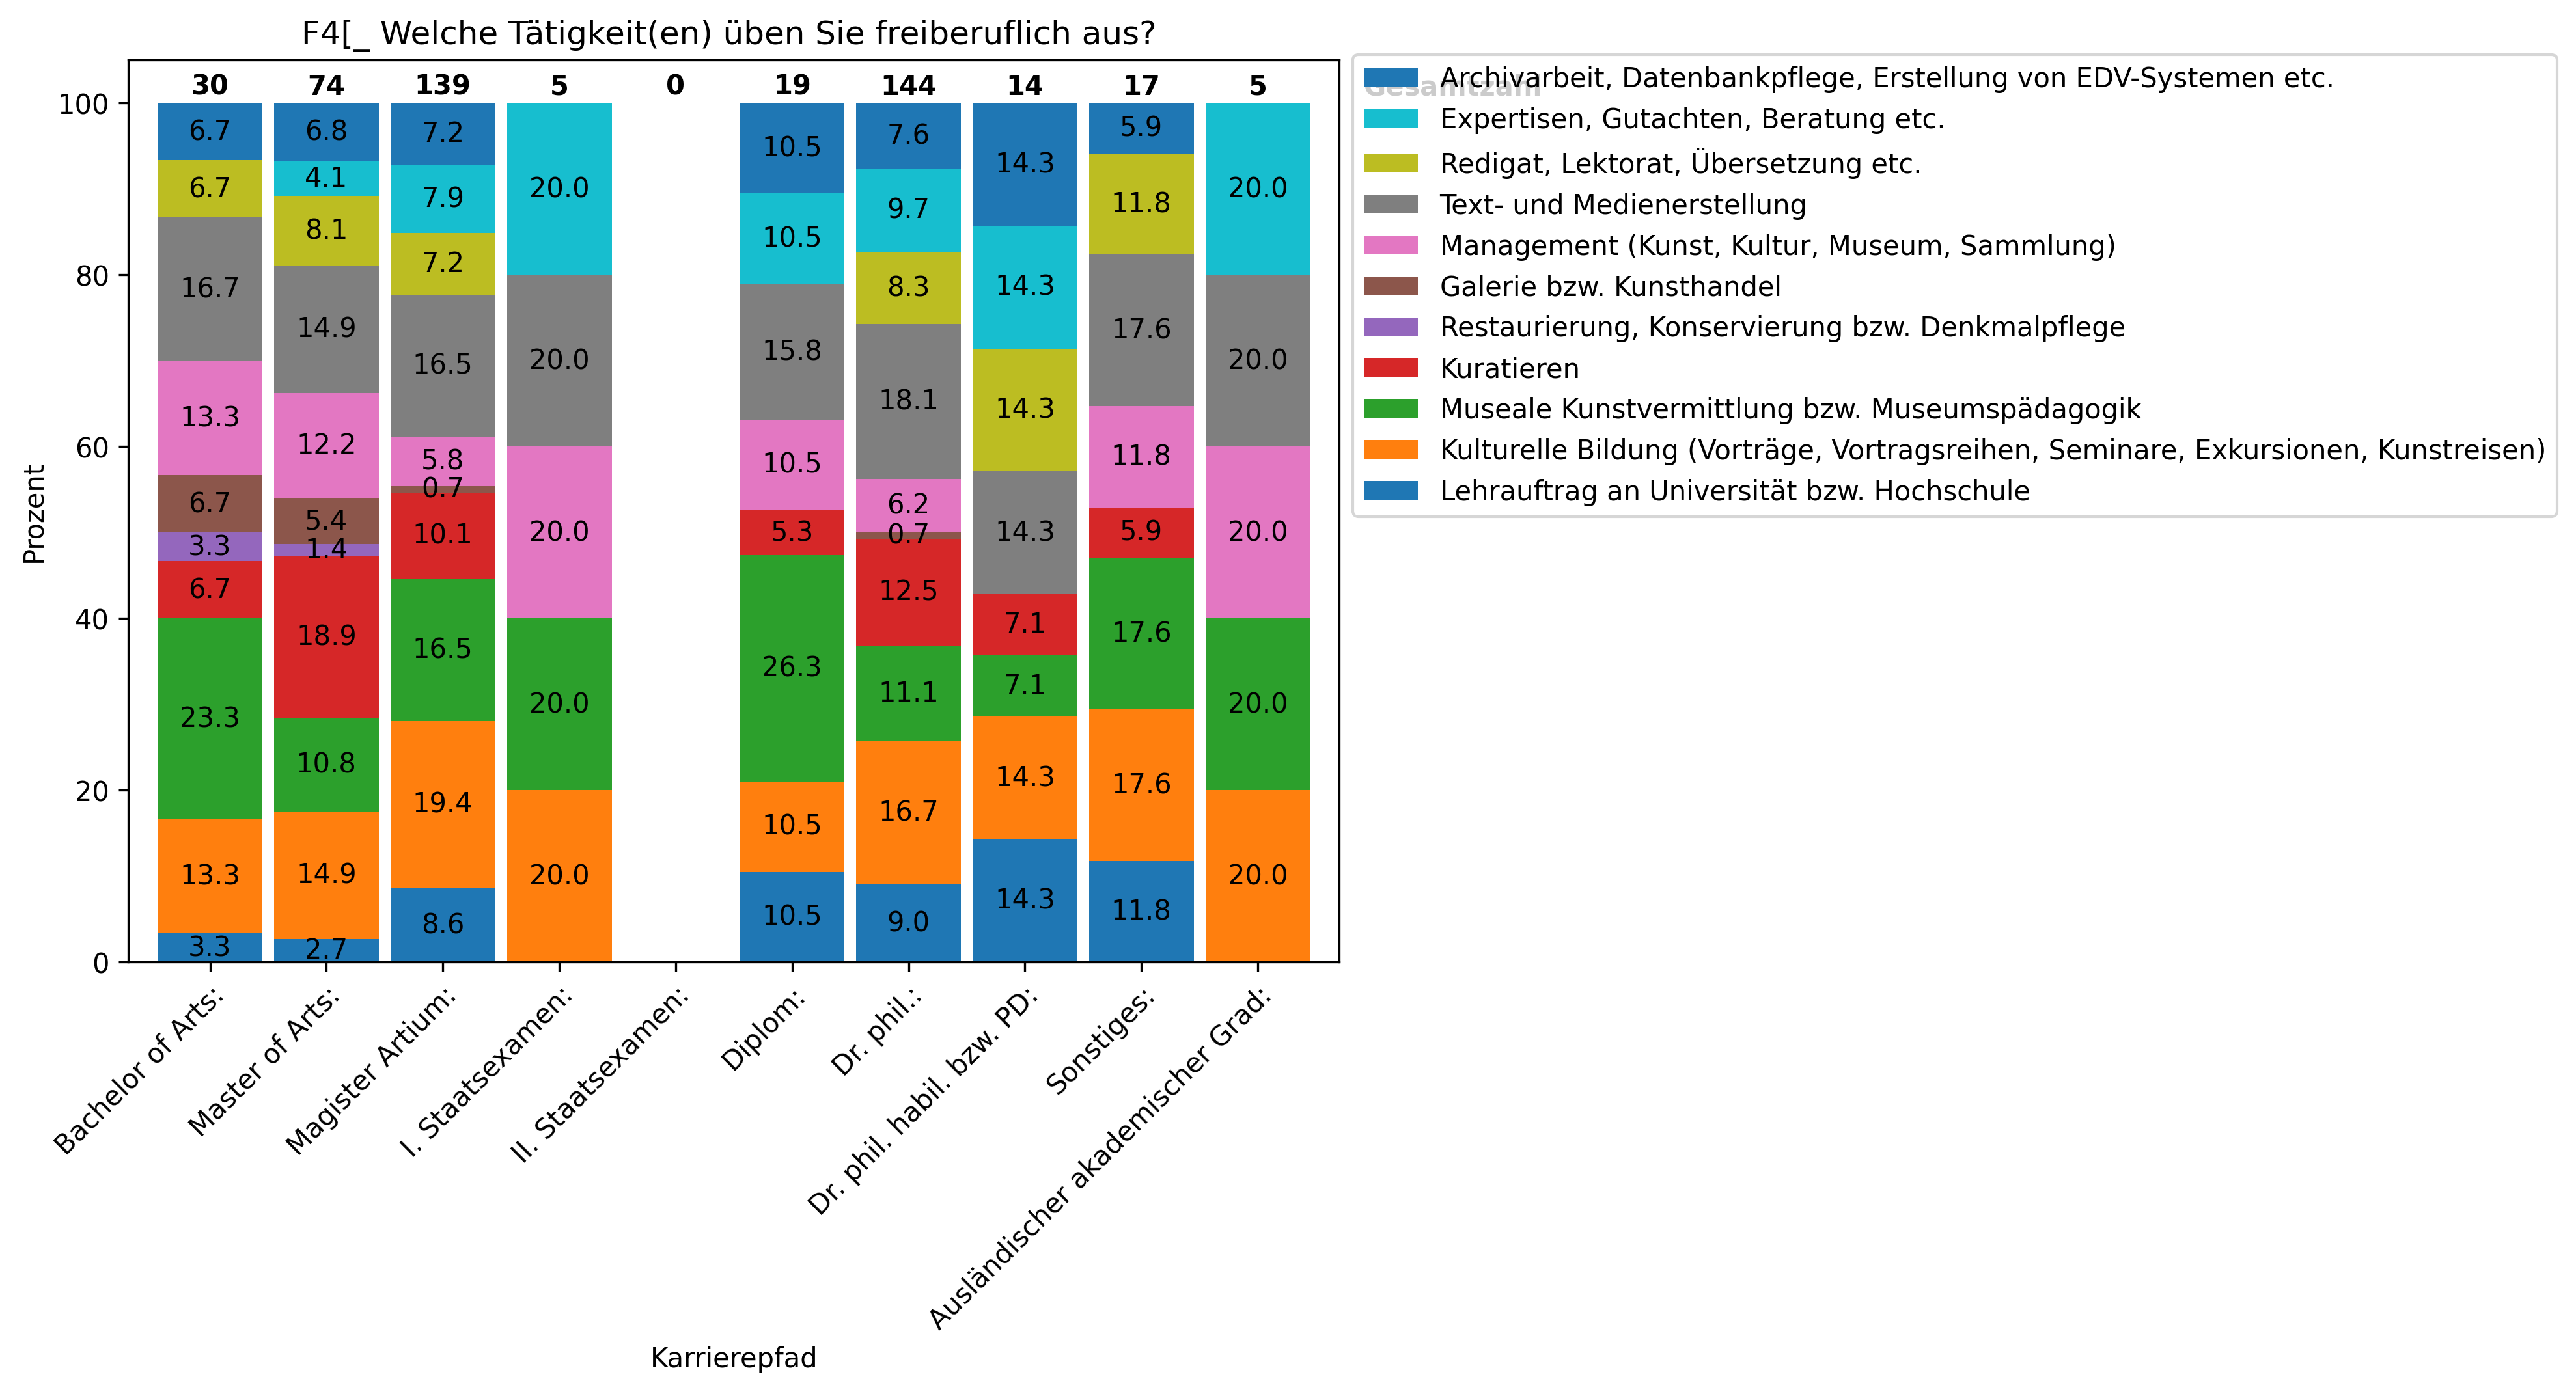 F4[_ Welche Tätigkeit(en) üben Sie freiberuflich aus?
30 74 139 5 0 19 144 14 17 5
Gesamtzahl
Prozent
100
80
60
40
20
0
6.7 6.7 16.7 13.3 6.7 3.3 6.7 23.3 13.3 3.3
6.8 4.1 8.1 14.9 12.2 5.4 1.4 18.9 10.8 14.9 2.7
7.2 7.9 7.2 16.5 5.8 0.7 10.1 16.5 19.4 8.6
20.0 20.0 20.0 20.0 20.0
10.5 10.5 15.8 10.5 5.3 26.3 10.5 10.5
7.6 9.7 8.3 18.1 6.2 0.7 12.5 11.1 16.7 9.0
14.3 14.3 14.3 14.3 7.1 7.1 14.3 14.3
5.9 11.8 17.6 11.8 5.9 17.6 17.6 11.8
20.0 20.0 20.0 20.0 20.0
Bachelor of Arts:
Master of Arts:
Magister Artium:
I. Staatsexamen:
II. Staatsexamen:
Diplom:
Dr. phil.:
Dr. phil. habil. bzw. PD:
Sonstiges:
Ausländischer akademischer Grad:
Karrierepfad
Archivarbeit, Datenbankpflege, Erstellung von EDV-Systemen etc.
Expertisen, Gutachten, Beratung etc.
Redigat, Lektorat, Übersetzung etc.
Text- und Medienerstellung
Management (Kunst, Kultur, Museum, Sammlung)
Galerie bzw. Kunsthandel
Restaurierung, Konservierung bzw. Denkmalpflege
Kuratieren
Museale Kunstvermittlung bzw. Museumspädagogik
Kulturelle Bildung (Vorträge, Vortragsreihen, Seminare, Exkursionen, Kunstreisen)
Lehrauftrag an Universität bzw. Hochschule